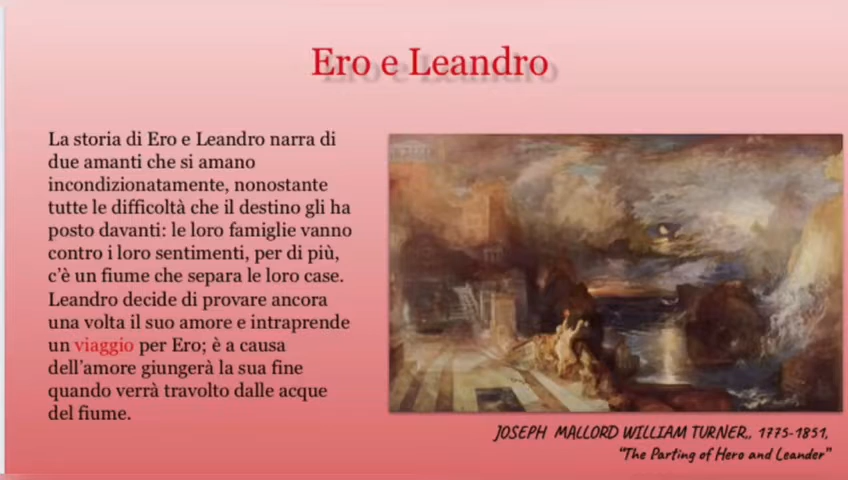 Ero e Leandro
La storia di Ero e Leandro narra di
due amanti che si amano
incondizionatamente, nonostante
tutte le difficoltà che il destino gli ha
posto davanti: le loro famiglie vanno
contro i loro sentimenti, per di più,
c'è un fiume che separa le loro case.
Leandro decide di provare ancora
una volta il suo amore e intraprende
un viaggio per Ero; è a causa
dell'amore giungerà la sua fine
quando verrà travolto dalle acque
del fiume.
JOSEPH MALLORD WILLIAM TURNER,, 1775-1851,
"The Parting of Hero and Leander"